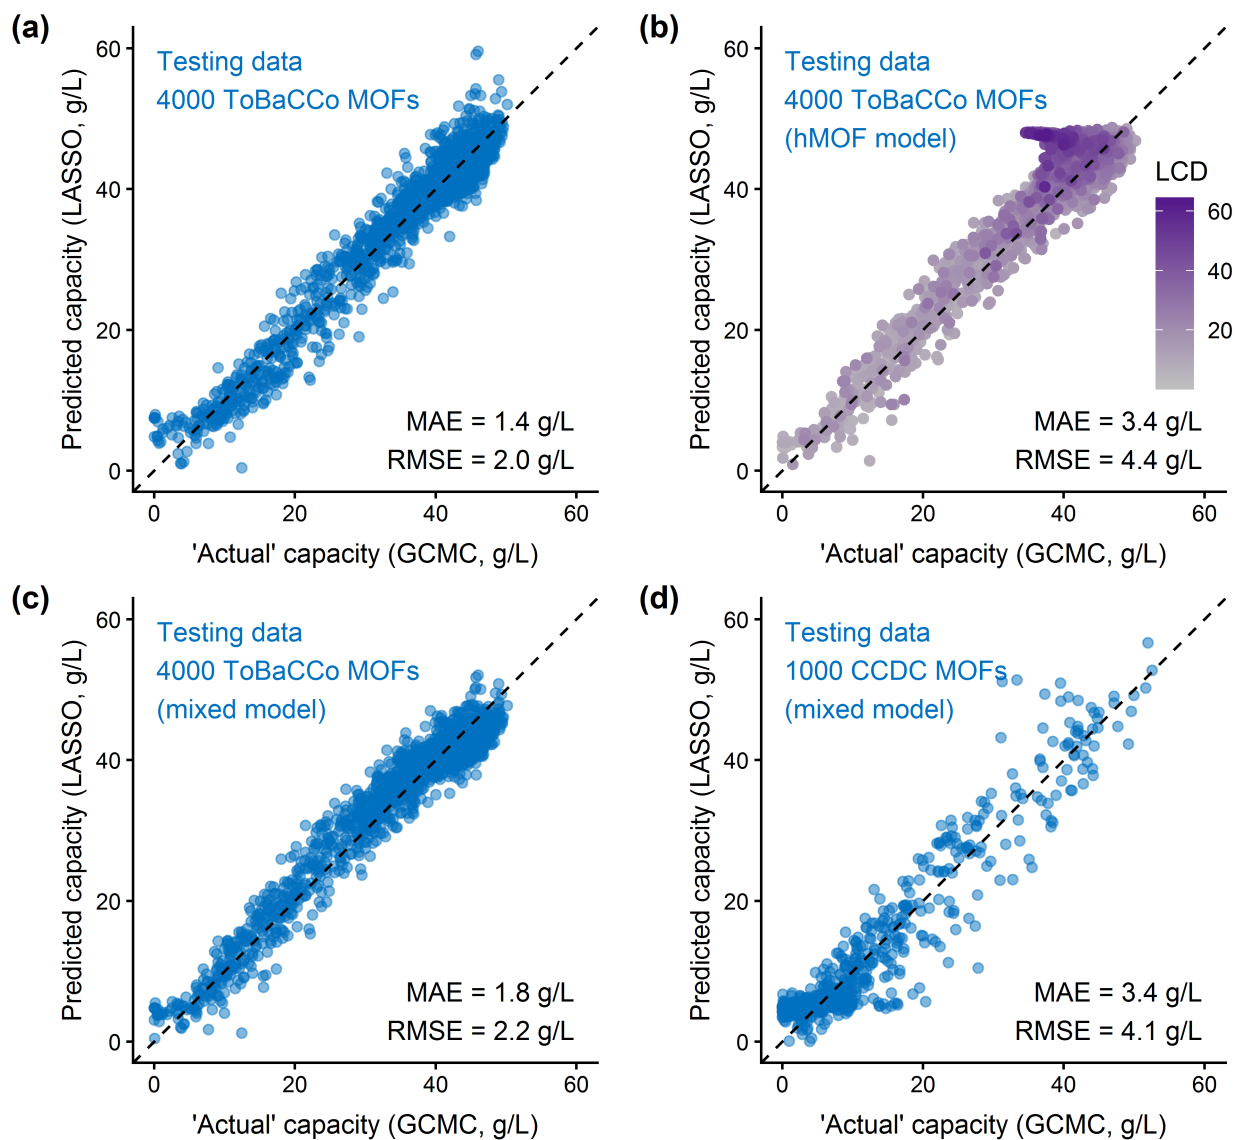 (a)
Testing data
4000 ToBaCCo MOFs
60
40
20
0
0 20 40 60
Predicted capacity (LASSO, g/L)
'Actual' capacity (GCMC, g/L)
MAE = 1.4 g/L
RMSE = 2.0 g/L
(b)
Testing data
4000 ToBaCCo MOFs
(hMOF model)
60
40
20
0
0 20 40 60
Predicted capacity (LASSO, g/L)
'Actual' capacity (GCMC, g/L)
MAE = 3.4 g/L
RMSE = 4.4 g/L
LCD
60
40
20
(c)
Testing data
4000 ToBaCCo MOFs
(mixed model)
60
40
20
0
0 20 40 60
Predicted capacity (LASSO, g/L)
'Actual' capacity (GCMC, g/L)
MAE = 1.8 g/L
RMSE = 2.2 g/L
(d)
Testing data
1000 CCDC MOFs
(mixed model)
60
40
20
0
0 20 40 60
Predicted capacity (LASSO, g/L)
'Actual' capacity (GCMC, g/L)
MAE = 3.4 g/L
RMSE = 4.1 g/L